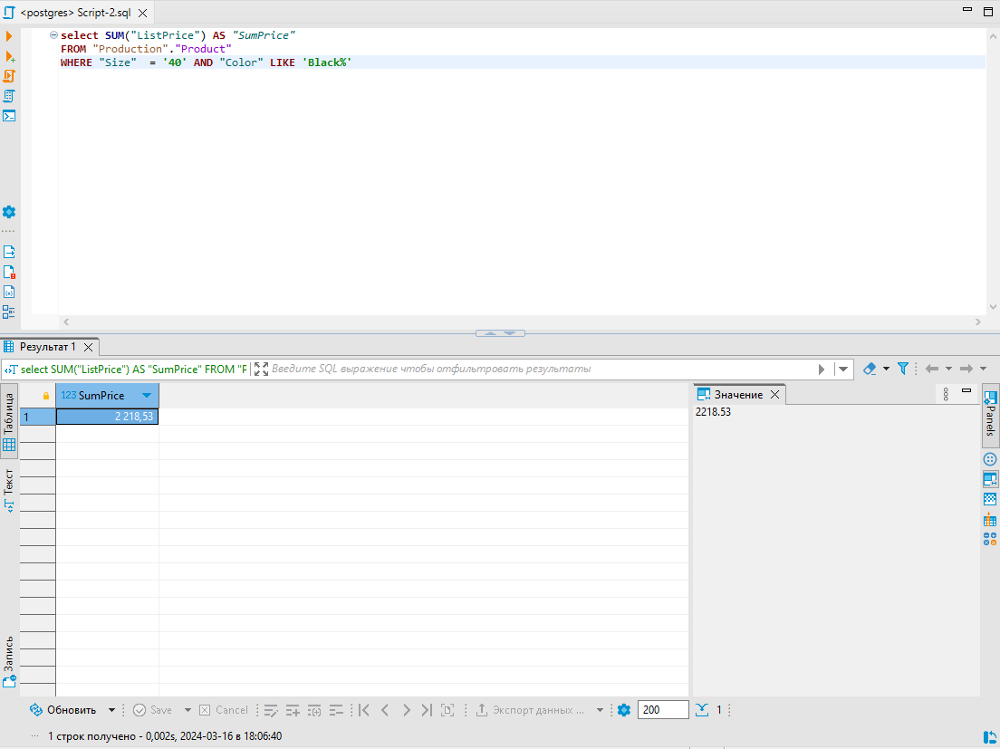 <postgres> Script-2.sql
select SUM("ListPrice") AS "SumPrice"
FROM "Production"."Product"
WHERE "Size"  = '40' AND "Color" LIKE 'Black%'
Результат 1
select SUM("ListPrice") AS "SumPrice" FROM "P
Введите SQL выражение чтобы отфильтровать результаты
Таблица
Текст
Запись
123 SumPrice
1
2 218,53
Значение
2218.53
Panels
Обновить
Save
Cancel
Экспорт данных ...
200
1
1 строк получено - 0,002s, 2024-03-16 в 18:06:40